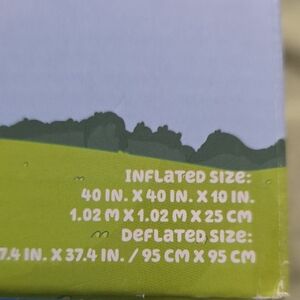 INFLATED SIZE:
40 IN. X 40 IN. X 10 IN.
1.02 M X 1.02 M X 25 CM
DEFLATED SIZE:
7.4 IN. X 37.4 IN. / 95 CM X 95 CM